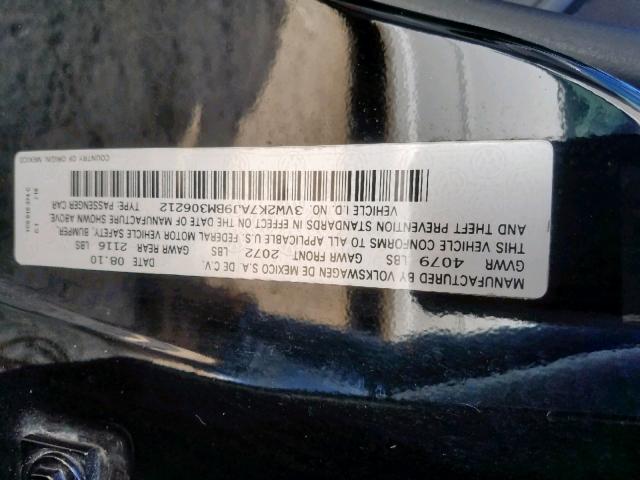 MANUFACTURED BY VOLKSWAGEN DE MEXICO S.A. DE C.V. DATE 08.10
GVWR 4079 LBS GAWR FRONT 2072 LBS GAWR REAR 2116 LBS
THIS VEHICLE CONFORMS TO ALL APPLICABLE U.S. FEDERAL MOTOR VEHICLE SAFETY, BUMPER,
AND THEFT PREVENTION STANDARDS IN EFFECT ON THE DATE OF MANUFACTURE SHOWN ABOVE.
VEHICLE I.D. NO. 3VW2K7AJ9BM306212 TYPE: PASSENGER CAR
COUNTRY OF ORIGIN: MEXICO